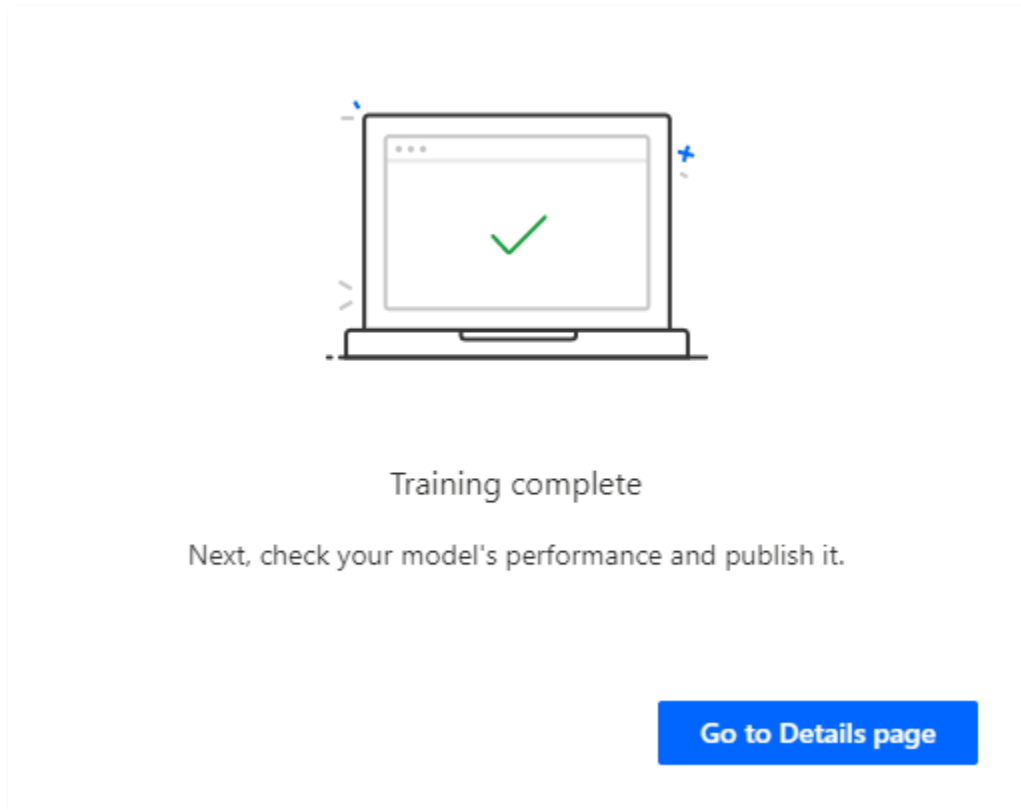 Training complete
Next, check your model's performance and publish it.
Go to Details page